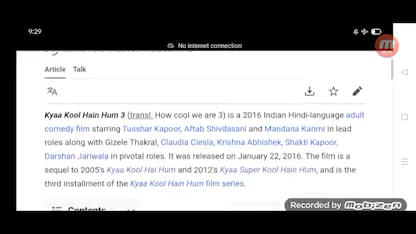 9:29
No internet connection
Article Talk
Kyaa Kool Hain Hum 3 (transl. How cool we are 3) is a 2016 Indian Hindi-language adult
comedy film starring Tusshar Kapoor, Aftab Shivdasani and Mandana Karimi in lead
roles along with Gizele Thakral, Claudia Ciesla, Krishna Abhishek, Shakti Kapoor,
Darshan Jariwala in pivotal roles. It was released on January 22, 2016. The film is a
sequel to 2005's Kyaa Kool Hai Hum and 2012's Kyaa Super Kool Hain Hum, and is the
third installment of the Kyaa Kool Hain Hum film series.
Contents
Recorded by mobizen